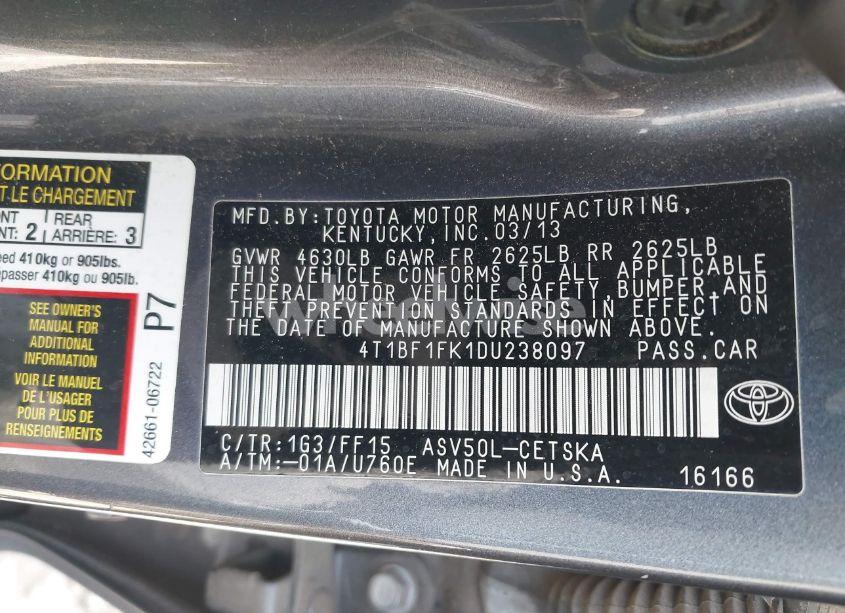 FORMATION
T LE CHARGEMENT
NT
REAR
NT: 2
ARRIÈRE: 3
eed 410kg or 905lbs.
épasser 410kg ou 905lb.
SEE OWNER'S
MANUAL FOR
ADDITIONAL
INFORMATION
VOIR LE MANUEL
DE L'USAGER
POUR PLUS DE
RENSEIGNEMENTS
P7
42661-06722
MFD.BY:TOYOTA MOTOR MANUFACTURING,
KENTUCKY,INC.03/13
GVWR 4630LB GAWR FR 2625LB RR 2625LB
THIS VEHICLE CONFORMS TO ALL APPLICABLE
FEDERAL MOTOR VEHICLE SAFETY,BUMPER,AND
THEFT PREVENTION STANDARDS IN EFFECT ON
THE DATE OF MANUFACTURE SHOWN ABOVE.
4T1BF1FK1DU238097 PASS.CAR
C/TR:1G3/FF15 ASV50L-CETSKA
A/TM:-01A/U760E MADE IN U.S.A. 16166